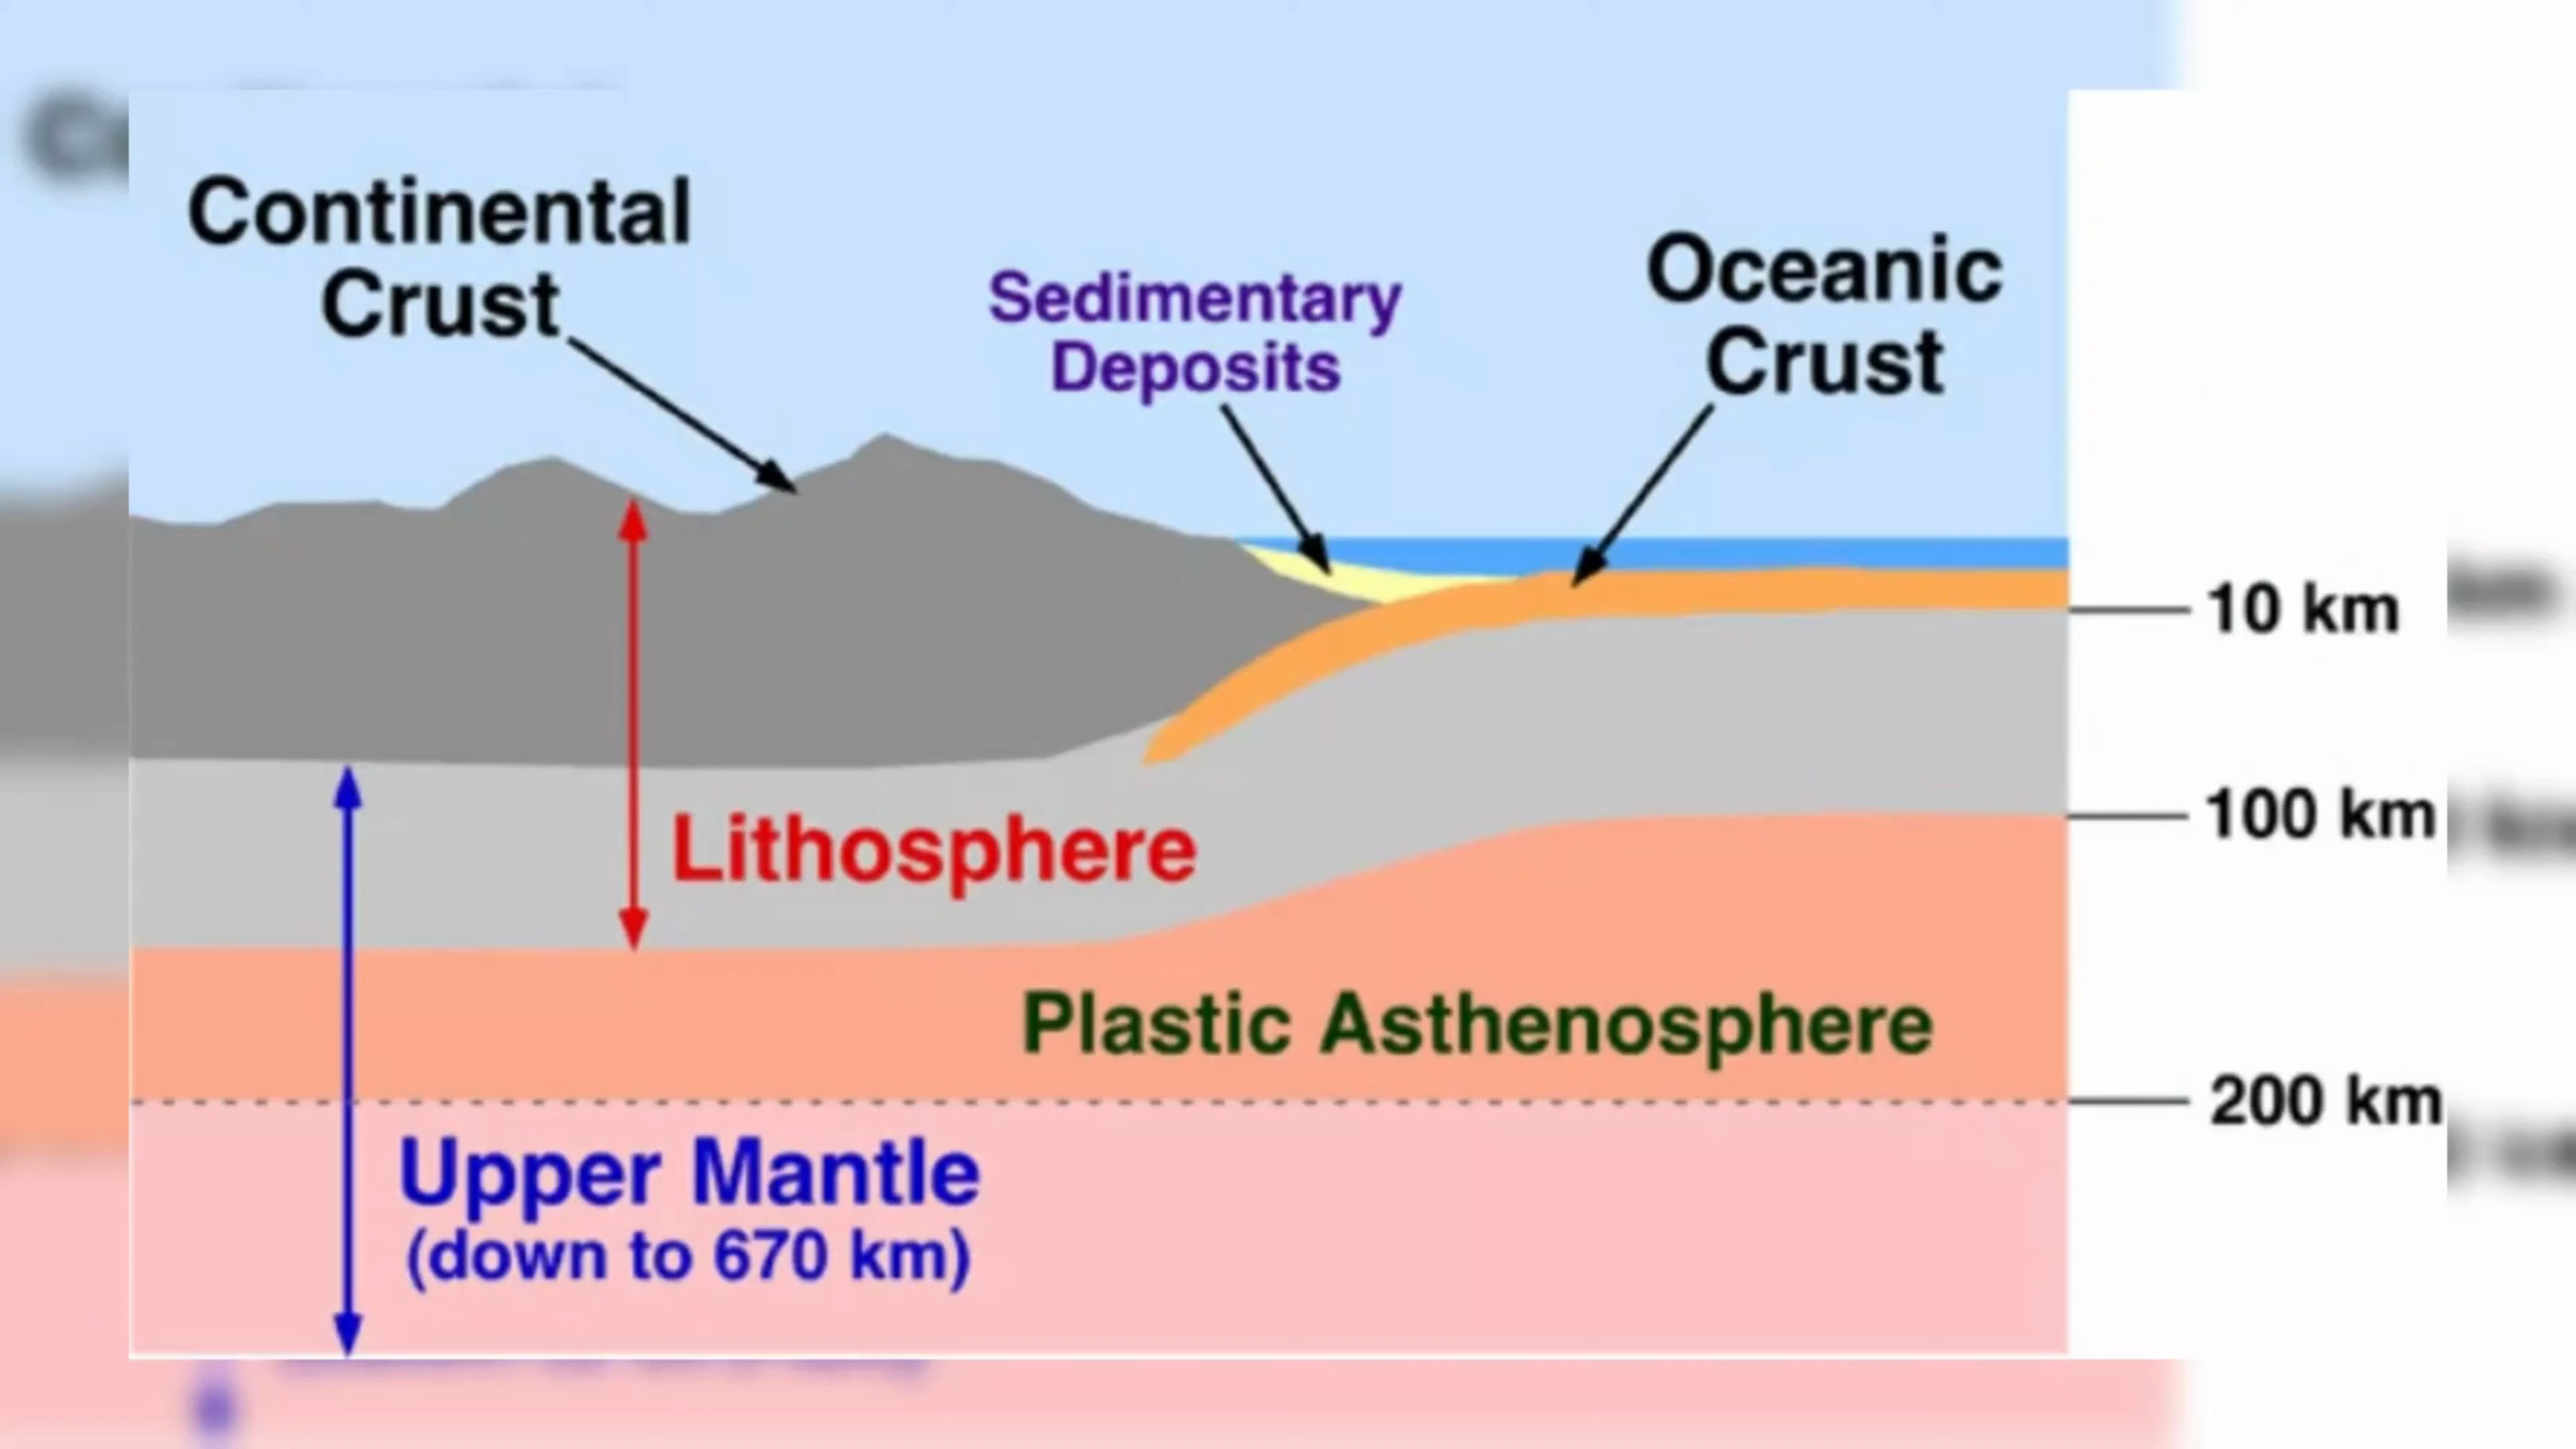 Continental
Crust
Sedimentary
Deposits
Oceanic
Crust
10 km
100 km
200 km
Lithosphere
Plastic Asthenosphere
Upper Mantle
(down to 670 km)